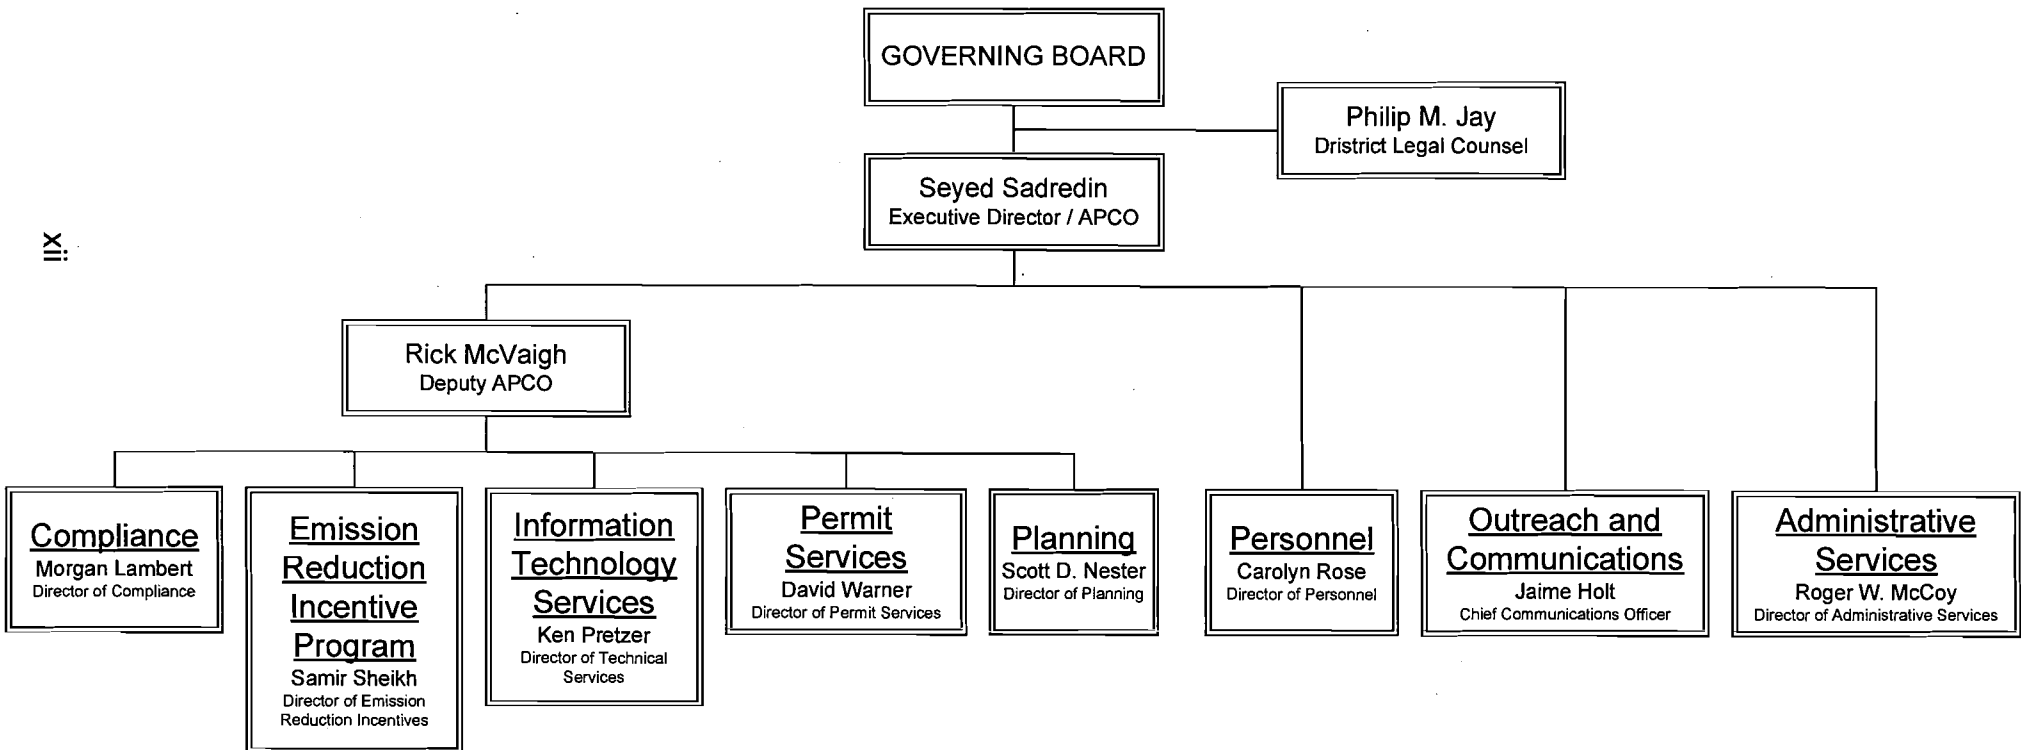 GOVERNING BOARD
Philip M. Jay
Dristrict Legal Counsel
Seyed Sadredin
Executive Director / APCO
xii
Rick McVaigh
Deputy APCO
Compliance
Morgan Lambert
Director of Compliance
Emission
Reduction
Incentive
Program
Samir Sheikh
Director of Emission
Reduction Incentives
Information
Technology
Services
Ken Pretzer
Director of Technical
Services
Permit
Services
David Warner
Director of Permit Services
Planning
Scott D. Nester
Director of Planning
Personnel
Carolyn Rose
Director of Personnel
Outreach and
Communications
Jaime Holt
Chief Communications Officer
Administrative
Services
Roger W. McCoy
Director of Administrative Services